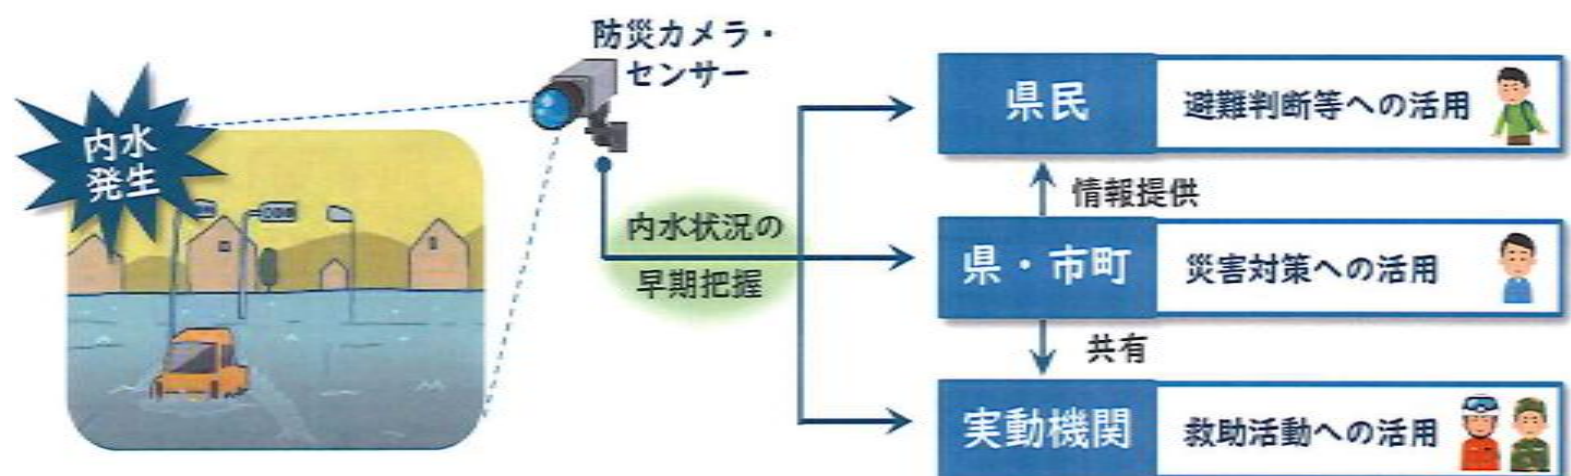 防災カメラ・
センサー
内水
発生
内水状況の
早期把握
県民
避難判断等への活用
情報提供
県・市町
災害対策への活用
共有
実動機関
救助活動への活用